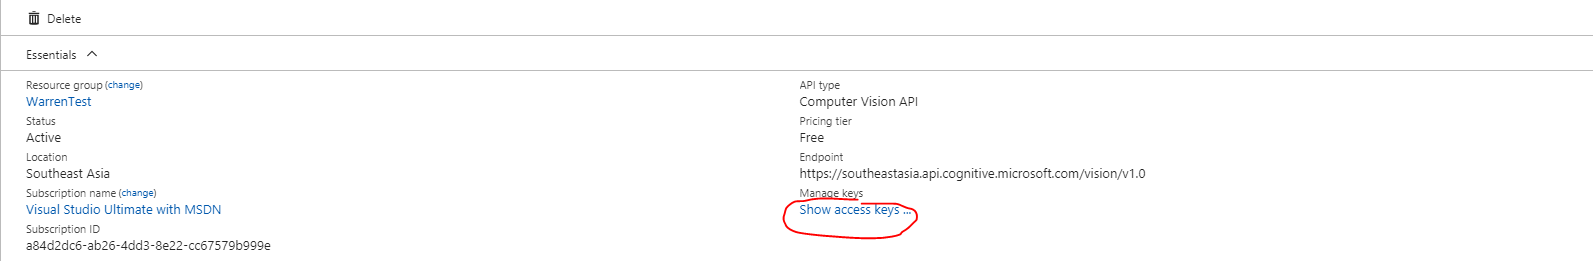 Delete
Essentials
Resource group (change)
WarrenTest
Status
Active
Location
Southeast Asia
Subscription name (change)
Visual Studio Ultimate with MSDN
Subscription ID
a84d2dc6-ab26-4dd3-8e22-cc67579b999e
API type
Computer Vision API
Pricing tier
Free
Endpoint
https://southeastasia.api.cognitive.microsoft.com/vision/v1.0
Manage keys
Show access keys ...